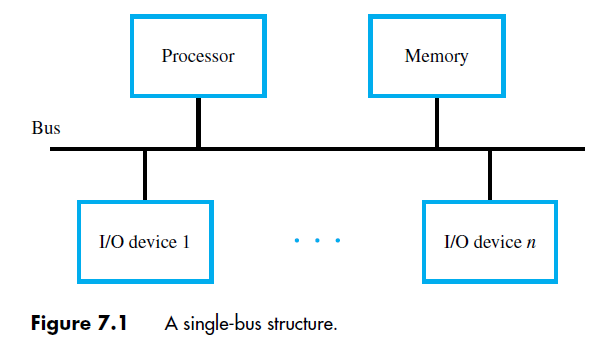 Processor
Memory
Bus
I/O device 1
. . .
I/O device n
Figure 7.1 A single-bus structure.